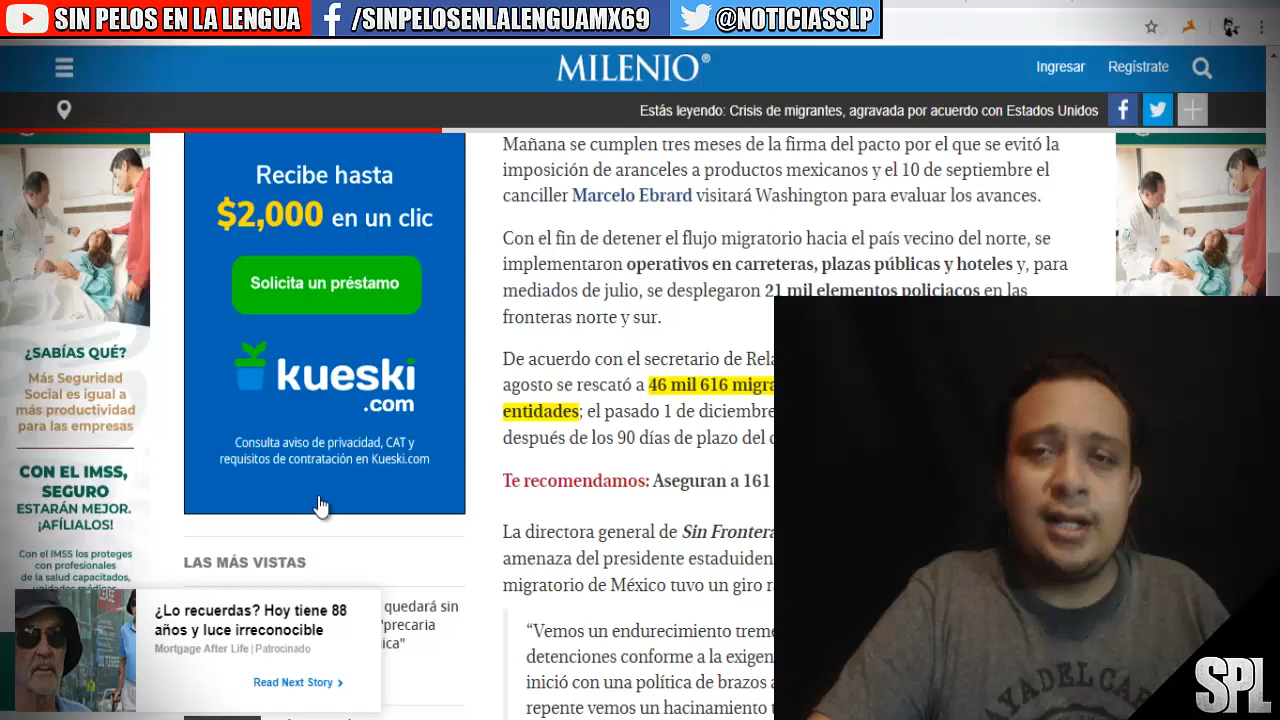 SIN PELOS EN LA LENGUA
/SINPELOSENLALENGUAMX69
@NOTICIASSLP
MILENIO®
Ingresar
Regístrate
Estás leyendo: Crisis de migrantes, agravada por acuerdo con Estados Unidos
Recibe hasta
$2,000 en un clic
Solicita un préstamo
kueski
.com
Consulta aviso de privacidad, CAT y
requisitos de contratación en Kueski.com
LAS MÁS VISTAS
quedará sin
"precaria
ica"
¿SABÍAS QUÉ?
Más Seguridad
Social es igual a
más productividad
para las empresas
CON EL IMSS,
SEGURO
ESTARÁN MEJOR.
¡AFÍLIALOS!
Con el IMSS los proteges
con profesionales
de la salud capacitados,
¿Lo recuerdas? Hoy tiene 88
años y luce irreconocible
Mortgage After Life | Patrocinado
Read Next Story
Mañana se cumplen tres meses de la firma del pacto por el que se evitó la
imposición de aranceles a productos mexicanos y el 10 de septiembre el
canciller Marcelo Ebrard visitará Washington para evaluar los avances.
Con el fin de detener el flujo migratorio hacia el país vecino del norte, se
implementaron operativos en carreteras, plazas públicas y hoteles y, para
mediados de julio, se desplegaron 21 mil elementos policiacos en las
fronteras norte y sur.
De acuerdo con el secretario de Rela
agosto se rescató a 46 mil 616 migra
entidades; el pasado 1 de diciembre
después de los 90 días de plazo del
Te recomendamos: Aseguran a 161
La directora general de Sin Frontera
amenaza del presidente estaduiden
migratorio de México tuvo un giro
“Vemos un endurecimiento treme
detenciones conforme a la exigen
inició con una política de brazos a
repente vemos un hacinamiento
SPL